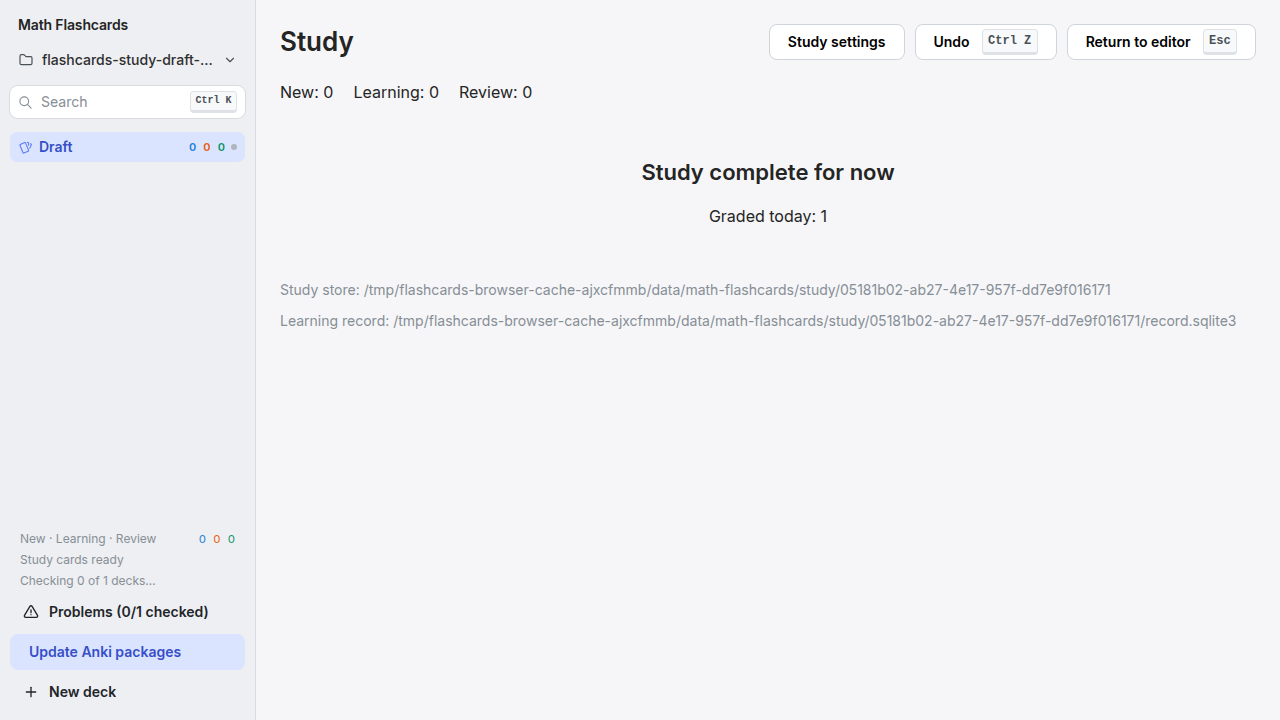 Math Flashcards
flashcards-study-draft-...
Search Ctrl K
Draft 0 0 0
New · Learning · Review 0 0 0
Study cards ready
Checking 0 of 1 decks...
Problems (0/1 checked)
Update Anki packages
New deck
Study
Study settings
Undo Ctrl Z
Return to editor Esc
New: 0 Learning: 0 Review: 0
Study complete for now
Graded today: 1
Study store: /tmp/flashcards-browser-cache-ajxcfmmb/data/math-flashcards/study/05181b02-ab27-4e17-957f-dd7e9f016171
Learning record: /tmp/flashcards-browser-cache-ajxcfmmb/data/math-flashcards/study/05181b02-ab27-4e17-957f-dd7e9f016171/record.sqlite3